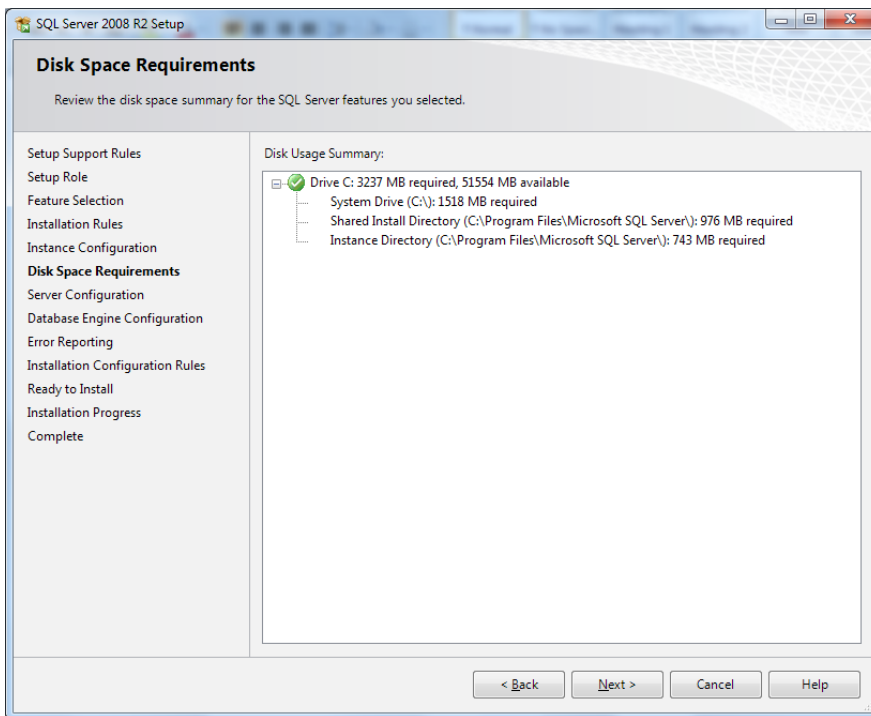 SQL Server 2008 R2 Setup
Disk Space Requirements
Review the disk space summary for the SQL Server features you selected.
Setup Support Rules
Setup Role
Feature Selection
Installation Rules
Instance Configuration
Disk Space Requirements
Server Configuration
Database Engine Configuration
Error Reporting
Installation Configuration Rules
Ready to Install
Installation Progress
Complete
Disk Usage Summary:
Drive C: 3237 MB required, 51554 MB available
System Drive (C:\): 1518 MB required
Shared Install Directory (C:\Program Files\Microsoft SQL Server\): 976 MB required
Instance Directory (C:\Program Files\Microsoft SQL Server\): 743 MB required
< Back Next > Cancel Help